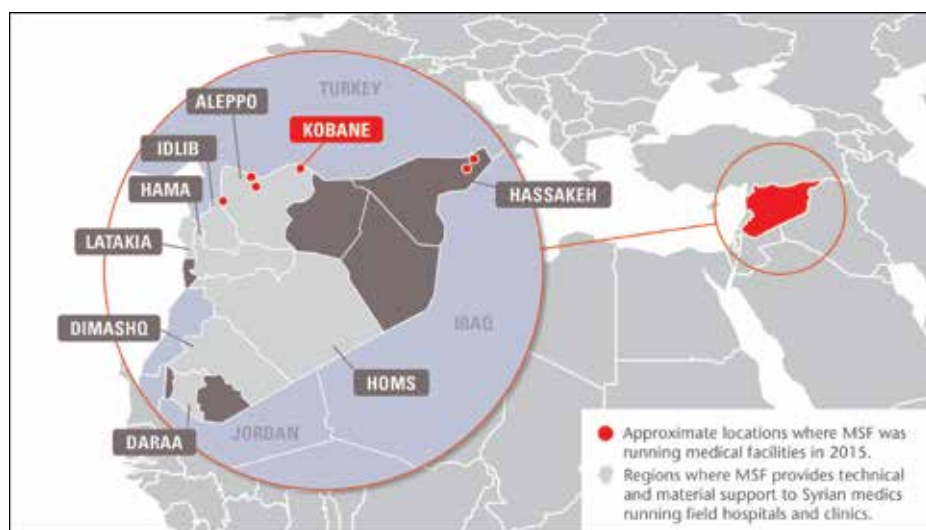 TURKEY
ALEPPO
KOBANE
IDLIB
HAMA
HASSAKEH
LATAKIA
DIMASHQ
IRAQ
HOMS
DARAA
JORDAN
Approximate locations where MSF was
running medical facilities in 2015.
Regions where MSF provides technical
and material support to Syrian medics
running field hospitals and clinics.